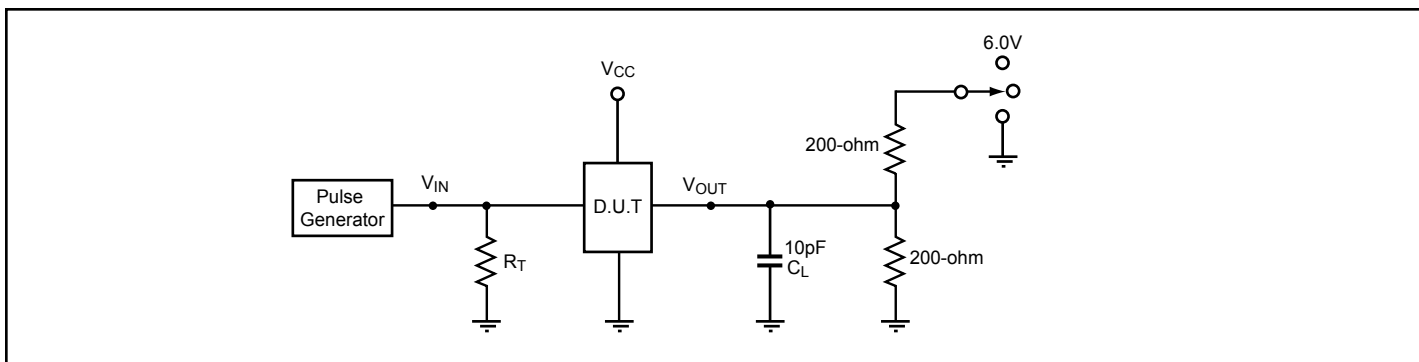 6.0V
VCC
200-ohm
Pulse
Generator
VIN
D.U.T
VOUT
RT
10pF
CL
200-ohm